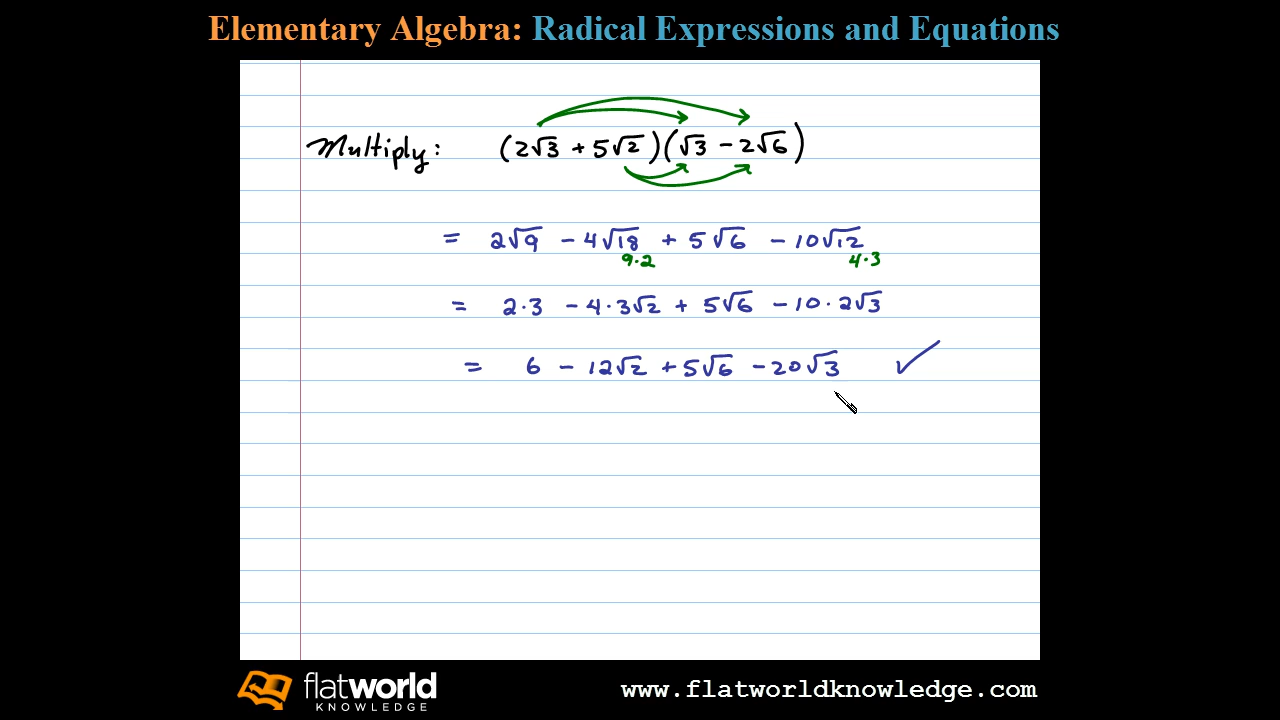 Elementary Algebra: Radical Expressions and Equations
Multiply: (2√3 + 5√2)(√3 − 2√6)
= 2√9 − 4√18 + 5√6 − 10√12
9·2 4·3
= 2·3 − 4·3√2 + 5√6 − 10·2√3
= 6 − 12√2 + 5√6 − 20√3 ✓
flatworld
KNOWLEDGE
www.flatworldknowledge.com